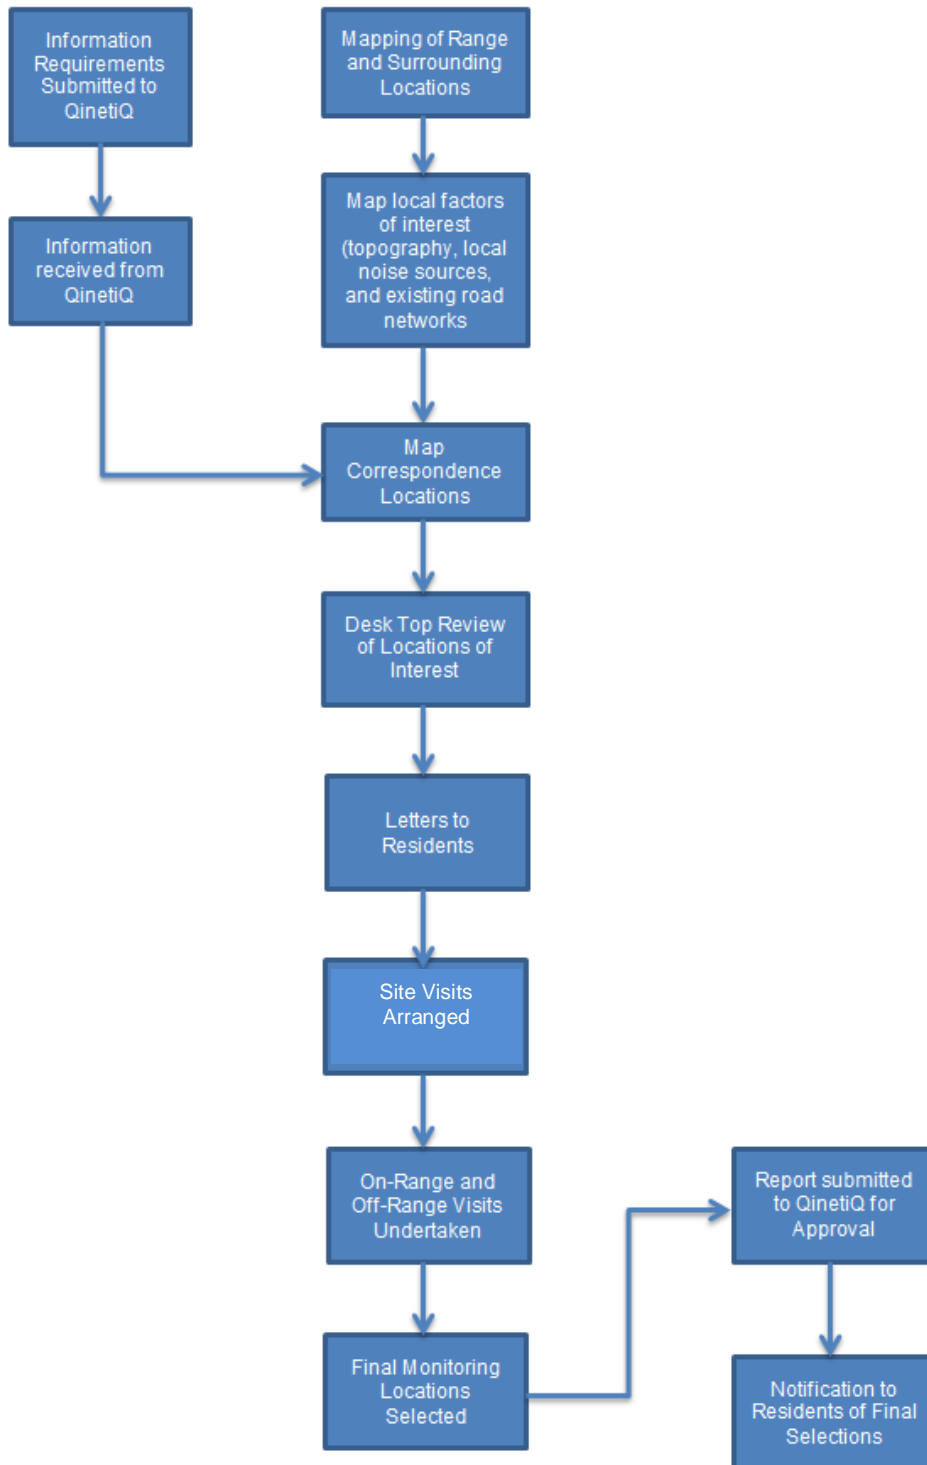 Information
Requirements
Submitted to
QinetiQ
Information
received from
QinetiQ
Mapping of Range
and Surrounding
Locations
Map local factors
of interest
(topography, local
noise sources,
and existing road
networks
Map
Correspondence
Locations
Desk Top Review
of Locations of
Interest
Letters to
Residents
Site Visits
Arranged
On-Range and
Off-Range Visits
Undertaken
Final Monitoring
Locations
Selected
Report submitted
to QinetiQ for
Approval
Notification to
Residents of Final
Selections